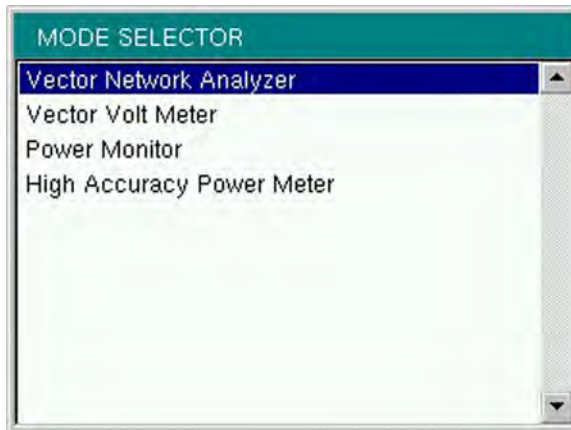 MODE SELECTOR
Vector Network Analyzer
Vector Volt Meter
Power Monitor
High Accuracy Power Meter